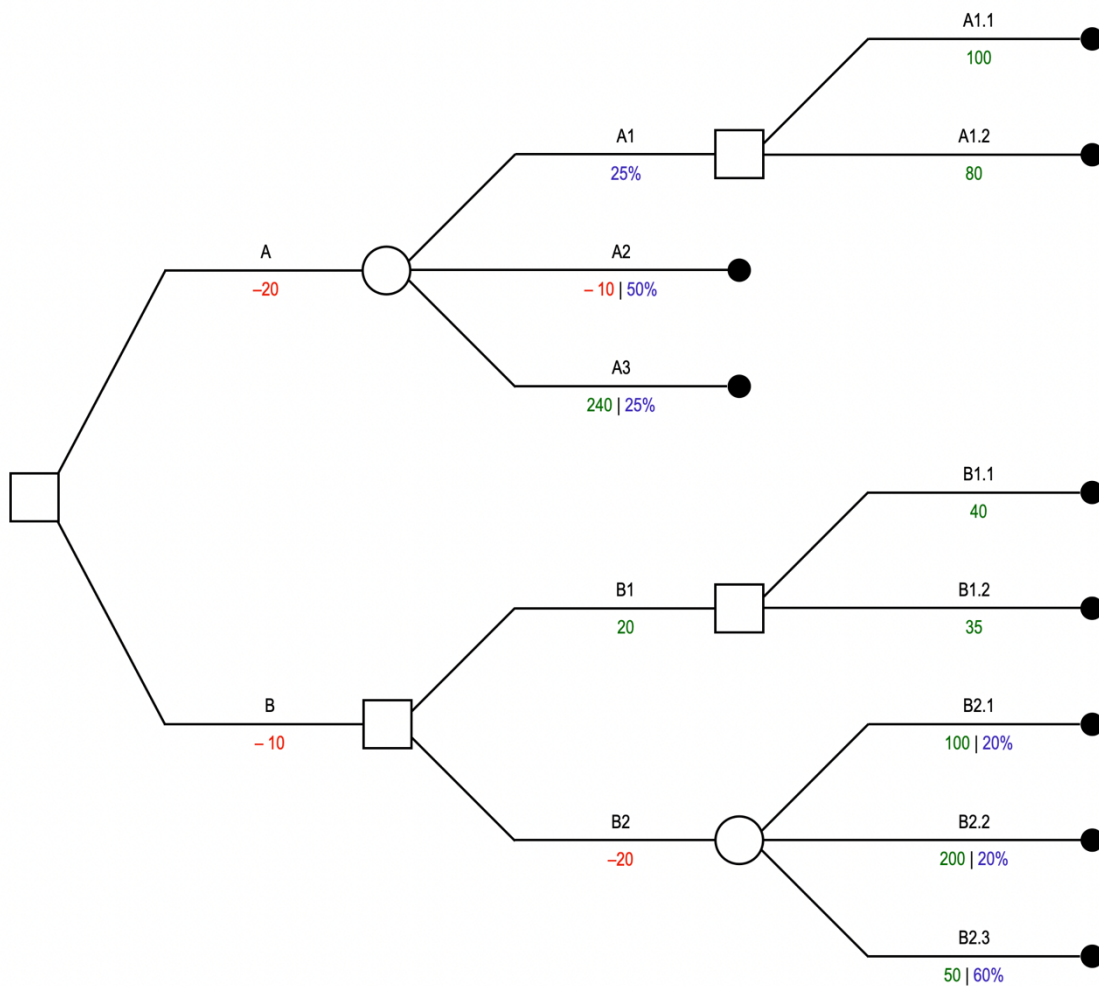 A1.1
100
A1.2
80
A1
25%
A
–20
A2
– 10 | 50%
A3
240 | 25%
B1.1
40
B1
20
B1.2
35
B
– 10
B2.1
100 | 20%
B2
–20
B2.2
200 | 20%
B2.3
50 | 60%